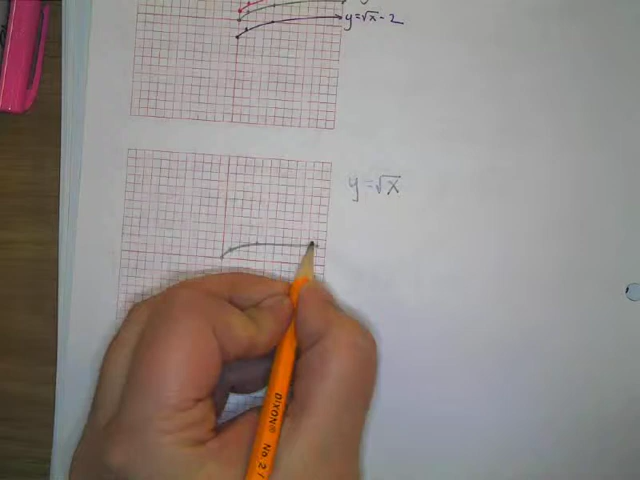 y=√x - 2
y=√x
DIXON® No. 2/